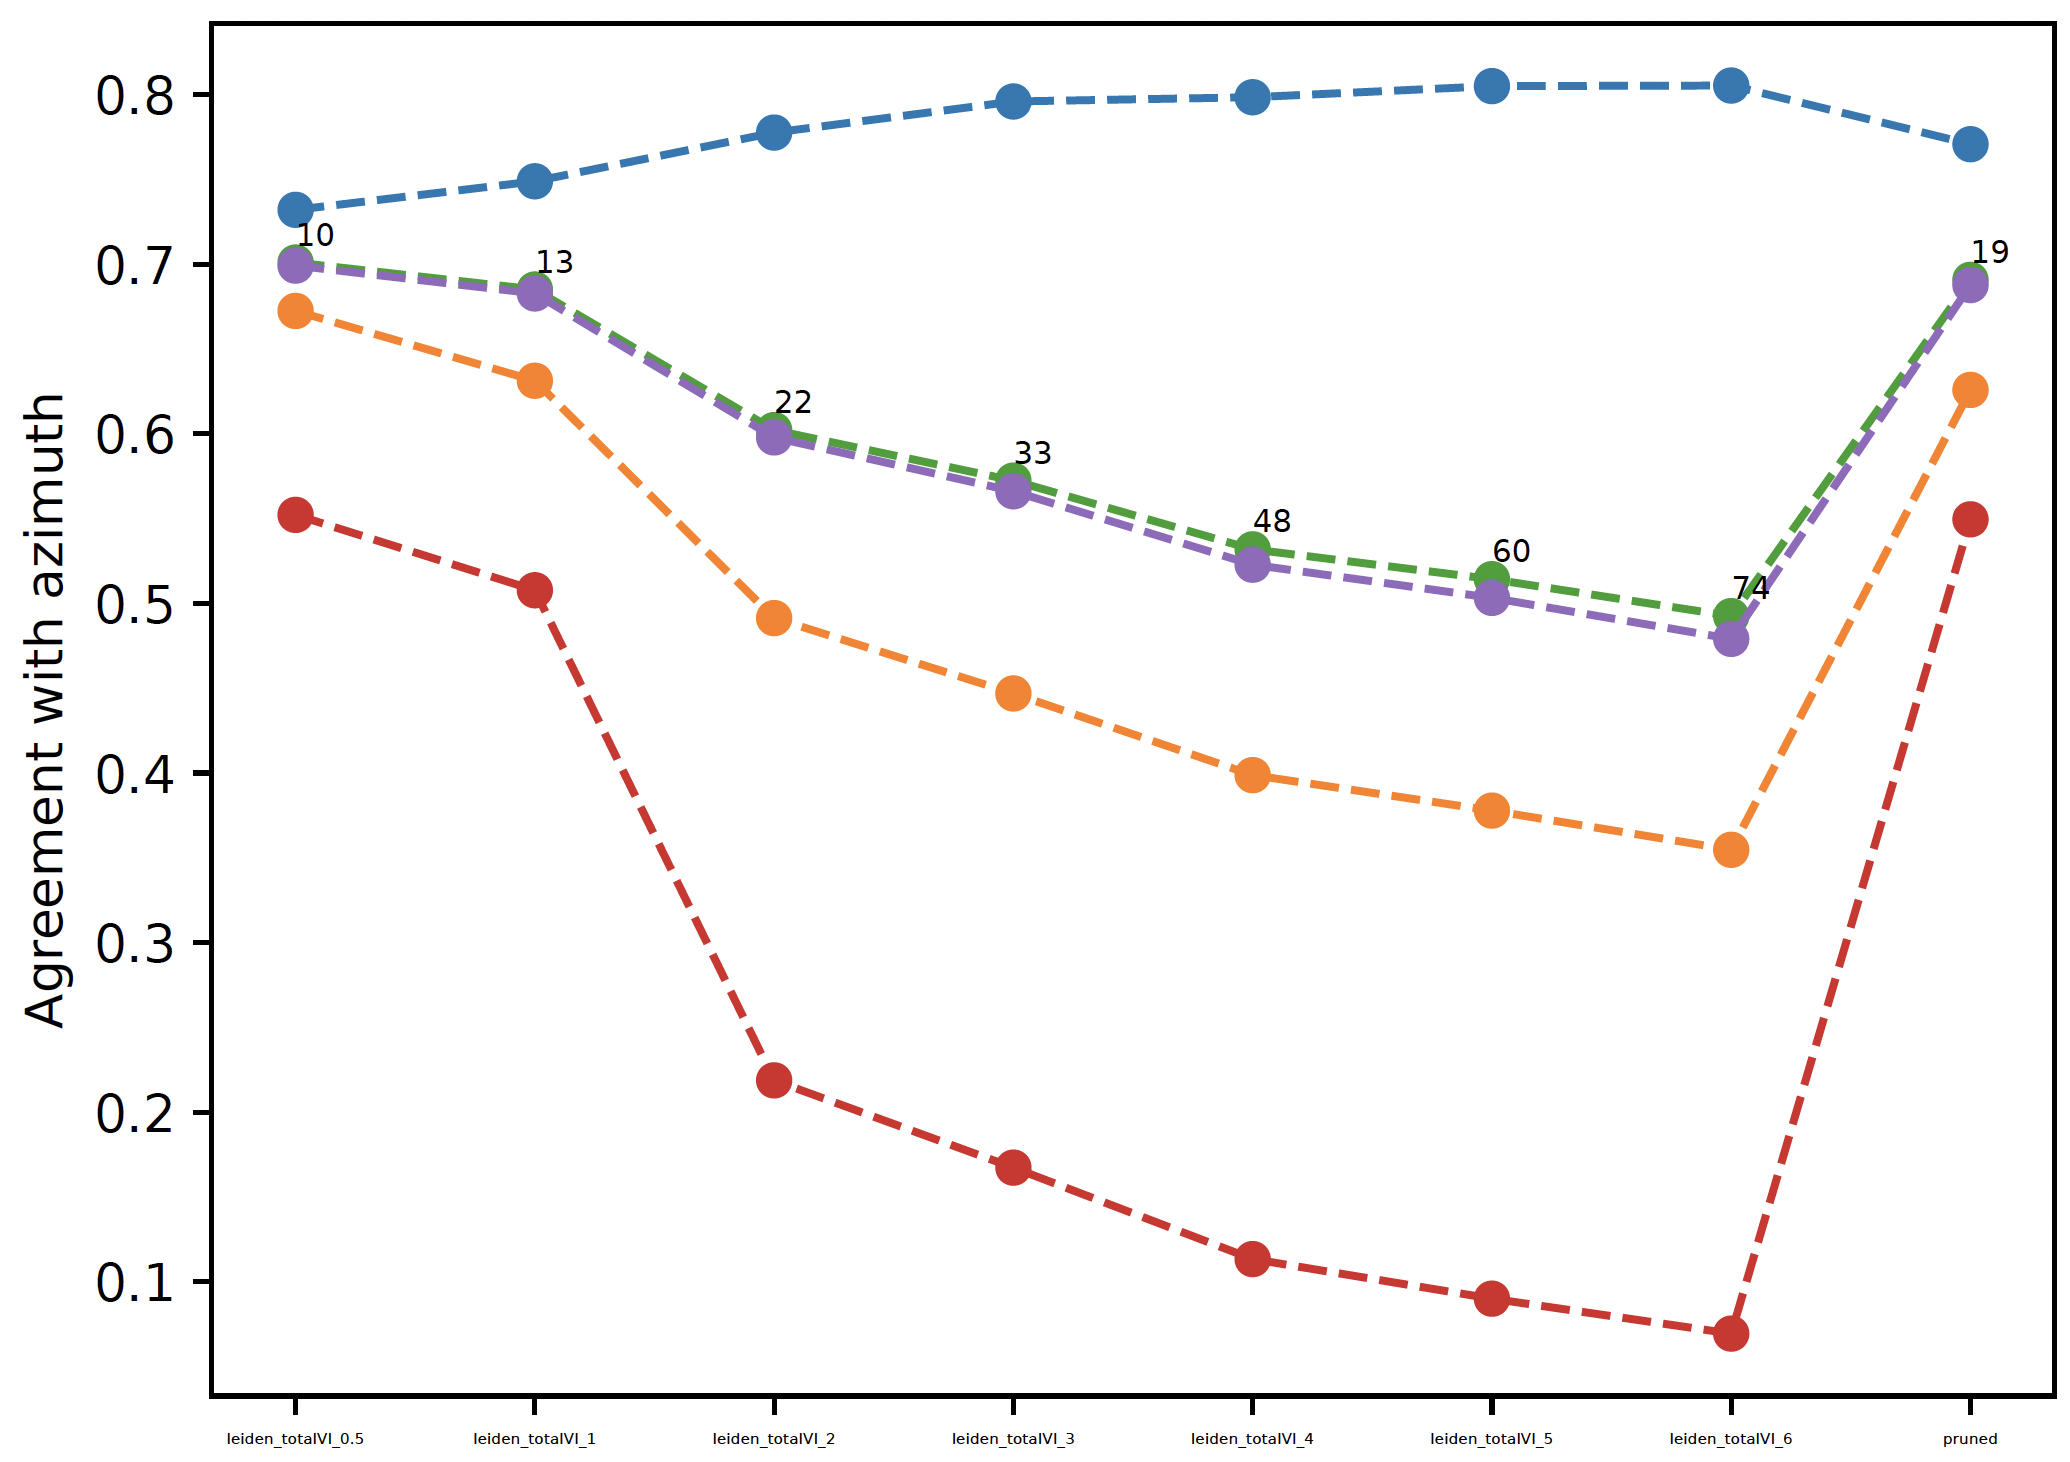 Agreement with azimuth
0.8
0.7
0.6
0.5
0.4
0.3
0.2
0.1
10
13
22
33
48
60
74
19
leiden_totalVI_0.5
leiden_totalVI_1
leiden_totalVI_2
leiden_totalVI_3
leiden_totalVI_4
leiden_totalVI_5
leiden_totalVI_6
pruned